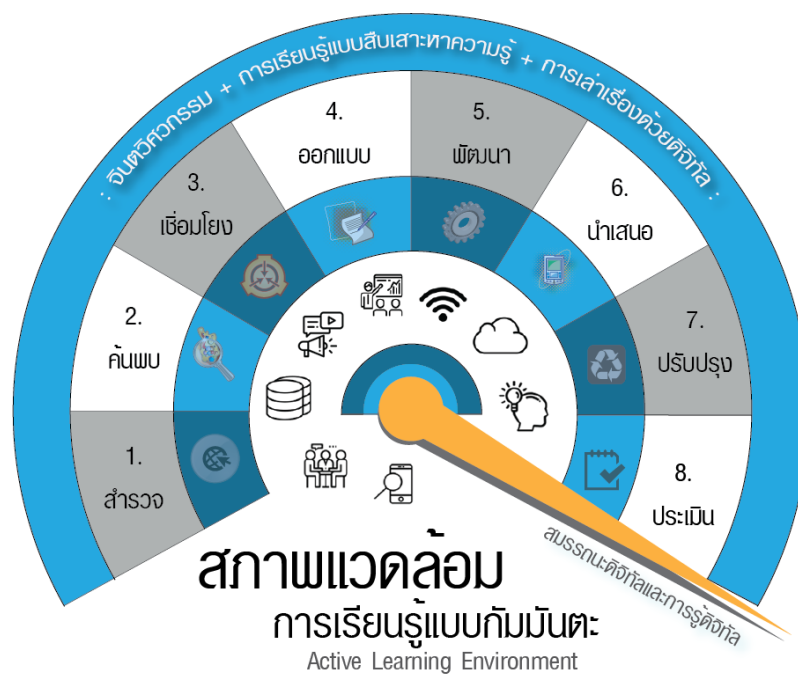 : จินตวิศวกรรม + การเรียนรู้แบบสืบเสาะหาความรู้ + การเล่าเรื่องด้วยดิจิทัล :
1.
สำรวจ
2.
ค้นพบ
3.
เชื่อมโยง
4.
ออกแบบ
5.
พัฒนา
6.
นำเสนอ
7.
ปรับปรุง
8.
ประเมิน
สมรรถนะดิจิทัลและการรู้ดิจิทัล
สภาพแวดล้อม
การเรียนรู้แบบกัมมันตะ
Active Learning Environment